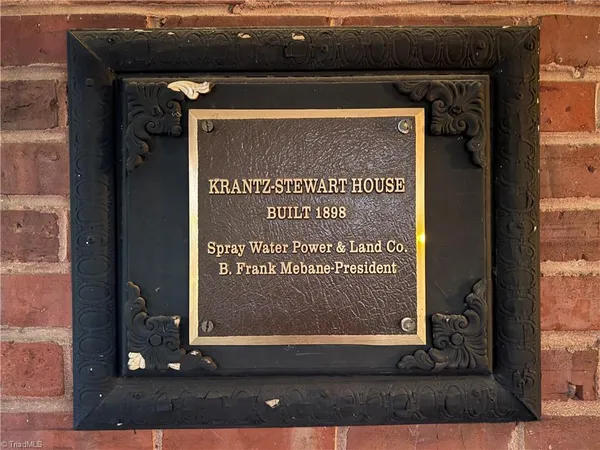 KRANTZ-STEWART HOUSE
BUILT 1898
Spray Water Power & Land Co.
B. Frank Mebane-President
© TriadMLS